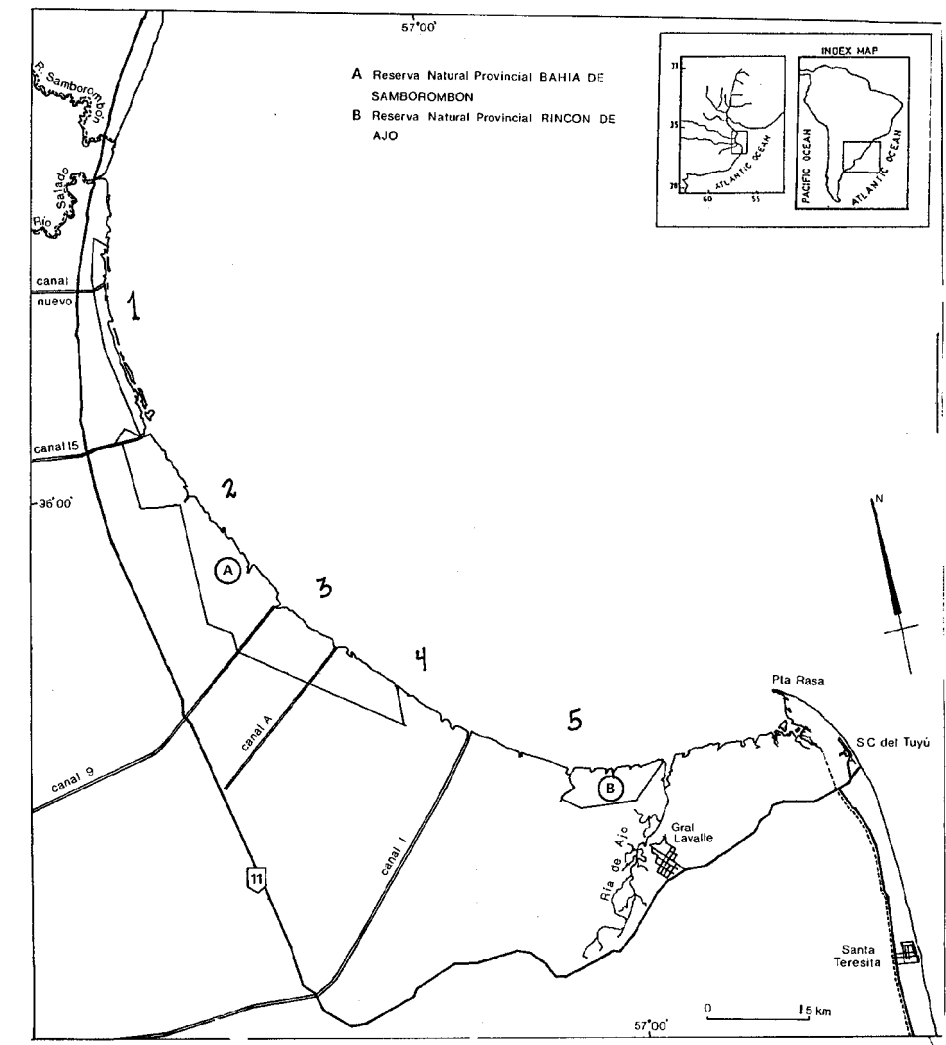 57°00'
A Reserva Natural Provincial BAHIA DE
SAMBOROMBON
B Reserva Natural Provincial RINCON DE
AJO
INDEX MAP
71
35
60
55
ATLANTIC OCEAN
PACIFIC OCEAN
ATLANTIC OCEAN
R. Samborombon
Río Salado
canal
nuevo
1
canal 15
2
36°00'
N
A
3
4
Pta Rasa
5
SC del Tuyú
canal A
canal 9
B
Gral
Lavalle
Ría de Ajo
canal 1
11
Santa
Teresita
0
15 km
57°00'